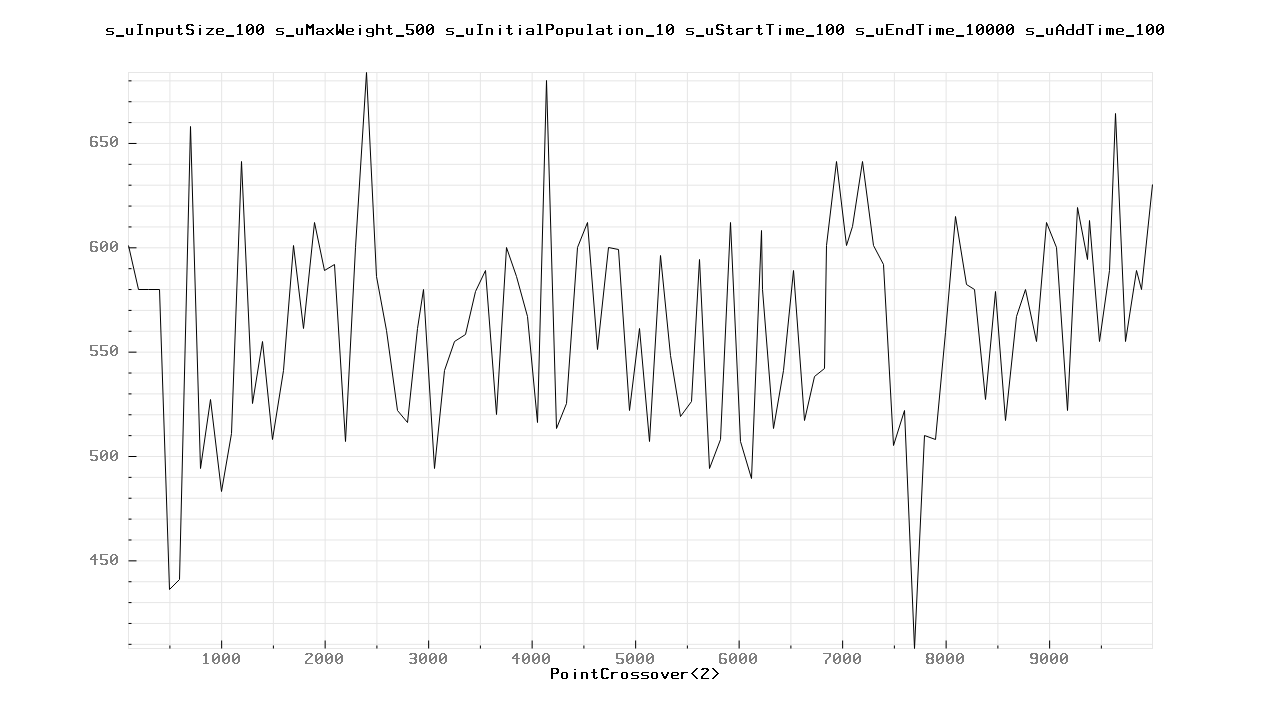 s_uInputSize_100 s_uMaxWeight_500 s_uInitialPopulation_10 s_uStartTime_100 s_uEndTime_10000 s_uAddTime_100
650
600
550
500
450
1000 2000 3000 4000 5000 6000 7000 8000 9000
PointCrossover<2>